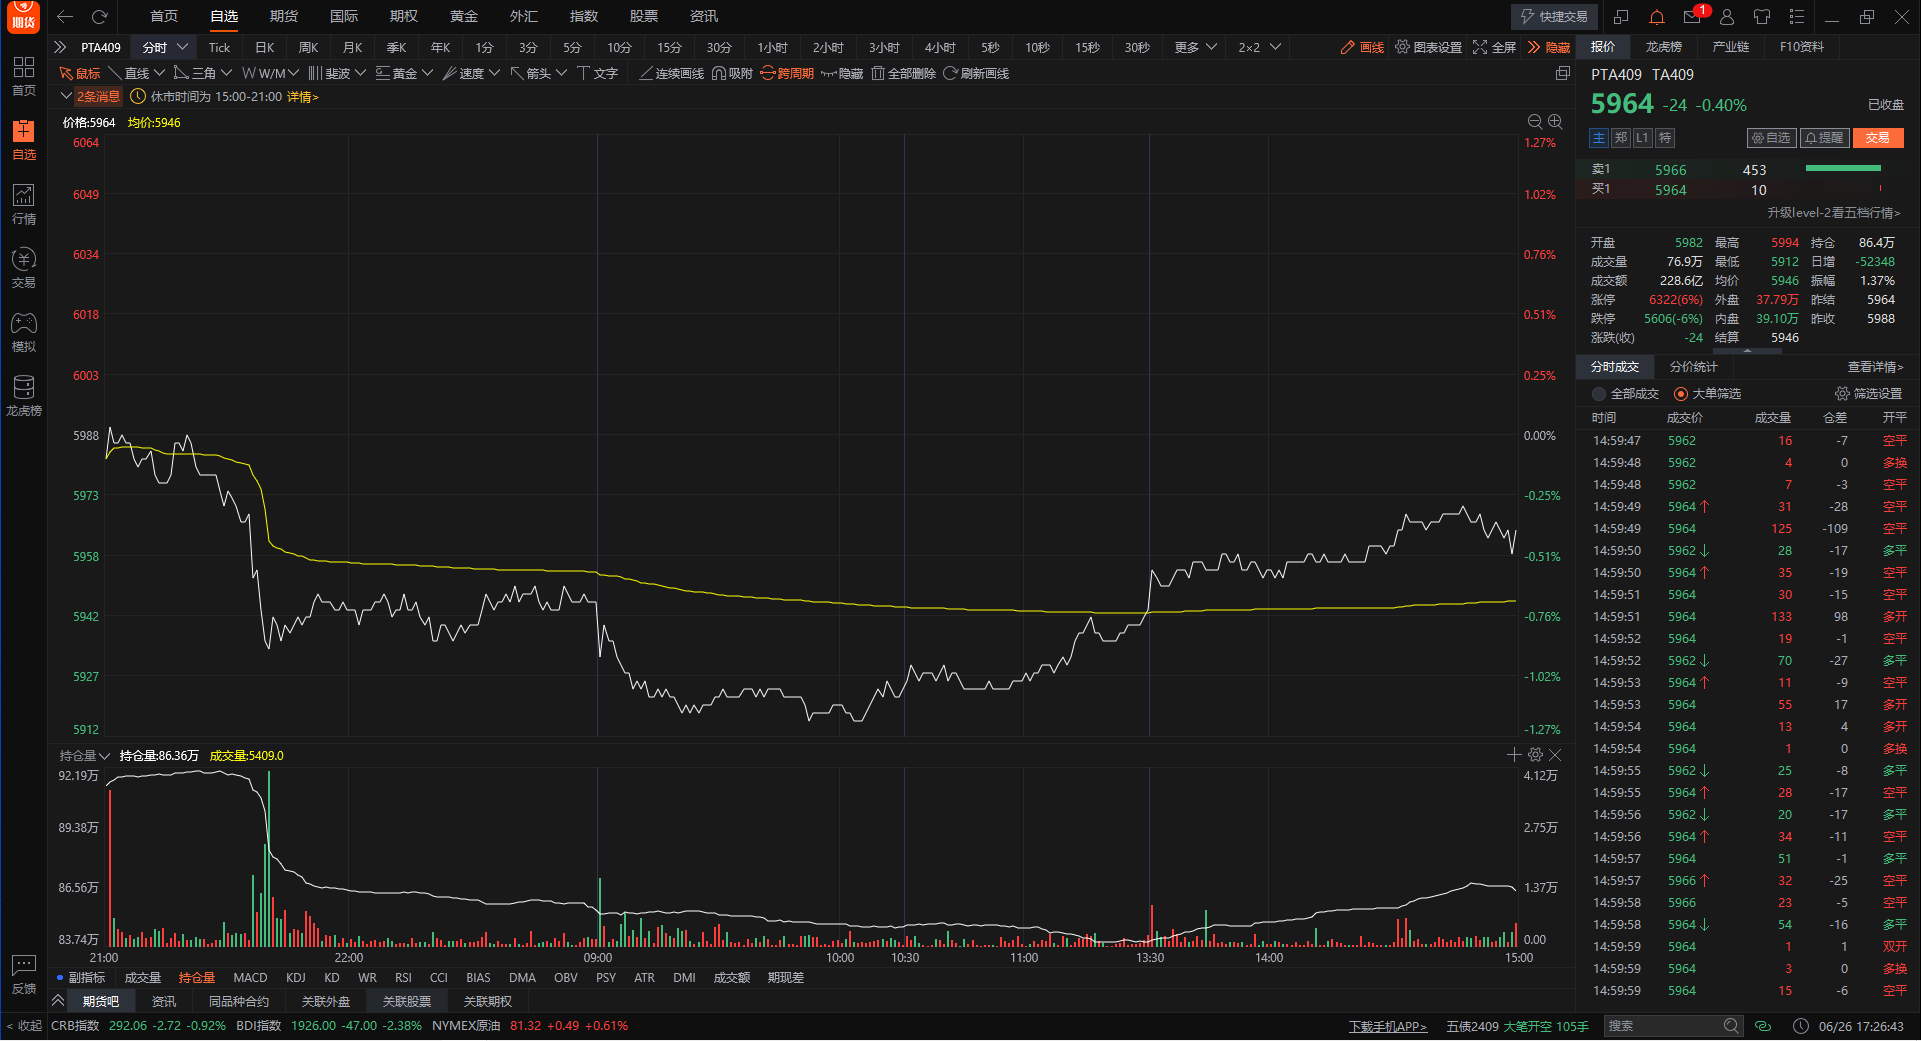 期货
首页 自选 期货 国际 期权 黄金 外汇 指数 股票 资讯 快捷交易 1
PTA409 分时 Tick 日K 周K 月K 季K 年K 1分 3分 5分 10分 15分 30分 1小时 2小时 3小时 4小时 5秒 10秒 15秒 30秒 更多 2×2 画线 图表设置 全屏 隐藏
鼠标 直线 三角 W/M 斐波 黄金 速度 箭头 文字 连续画线 吸附 跨周期 隐藏 全部删除 刷新画线
2条消息 休市时间为 15:00-21:00 详情>
首页
自选
行情
交易
模拟
龙虎榜
反馈
< 收起
价格:5964 均价:5946
6064 1.27%
6049 1.02%
6034 0.76%
6018 0.51%
6003 0.25%
5988 0.00%
5973 -0.25%
5958 -0.51%
5942 -0.76%
5927 -1.02%
5912 -1.27%
持仓量 持仓量:86.36万 成交量:5409.0
92.19万 4.12万
89.38万 2.75万
86.56万 1.37万
83.74万 0.00
21:00 22:00 09:00 10:00 10:30 11:00 13:30 14:00 15:00
副指标 成交量 持仓量 MACD KDJ KD WR RSI CCI BIAS DMA OBV PSY ATR DMI 成交额 期现差
期货吧 资讯 同品种合约 关联外盘 关联股票 关联期权
报价 龙虎榜 产业链 F10资料
PTA409 TA409
5964 -24 -0.40% 已收盘
主 郑 L1 特 自选 提醒 交易
卖1 5966 453
买1 5964 10
升级level-2看五档行情>
开盘 5982 最高 5994 持仓 86.4万
成交量 76.9万 最低 5912 日增 -52348
成交额 228.6亿 均价 5946 振幅 1.37%
涨停 6322(6%) 外盘 37.79万 昨结 5964
跌停 5606(-6%) 内盘 39.10万 昨收 5988
涨跌(收) -24 结算 5946
分时成交 分价统计 查看详情>
全部成交 大单筛选 筛选设置
时间 成交价 成交量 仓差 开平
14:59:47 5962 16 -7 空平
14:59:48 5962 4 0 多换
14:59:48 5962 7 -3 空平
14:59:49 5964↑ 31 -28 空平
14:59:49 5964 125 -109 空平
14:59:50 5962↓ 28 -17 多平
14:59:50 5964↑ 35 -19 空平
14:59:51 5964 30 -15 空平
14:59:51 5964 133 98 多开
14:59:52 5964 19 -1 空平
14:59:52 5962↓ 70 -27 多平
14:59:53 5964↑ 11 -9 空平
14:59:53 5964 55 17 多开
14:59:54 5964 13 4 多开
14:59:54 5964 1 0 多换
14:59:55 5962↓ 25 -8 多平
14:59:55 5964↑ 28 -17 空平
14:59:56 5962↓ 20 -17 多平
14:59:56 5964↑ 34 -11 空平
14:59:57 5964 51 -1 多平
14:59:57 5966↑ 32 -25 空平
14:59:58 5966 23 -5 空平
14:59:58 5964↓ 54 -16 多平
14:59:59 5964 1 1 双开
14:59:59 5964 3 0 多换
14:59:59 5964 15 -6 空平
CRB指数 292.06 -2.72 -0.92% BDI指数 1926.00 -47.00 -2.38% NYMEX原油 81.32 +0.49 +0.61% 下载手机APP> 五债2409 大笔开空 105手 搜索 06/26 17:26:43